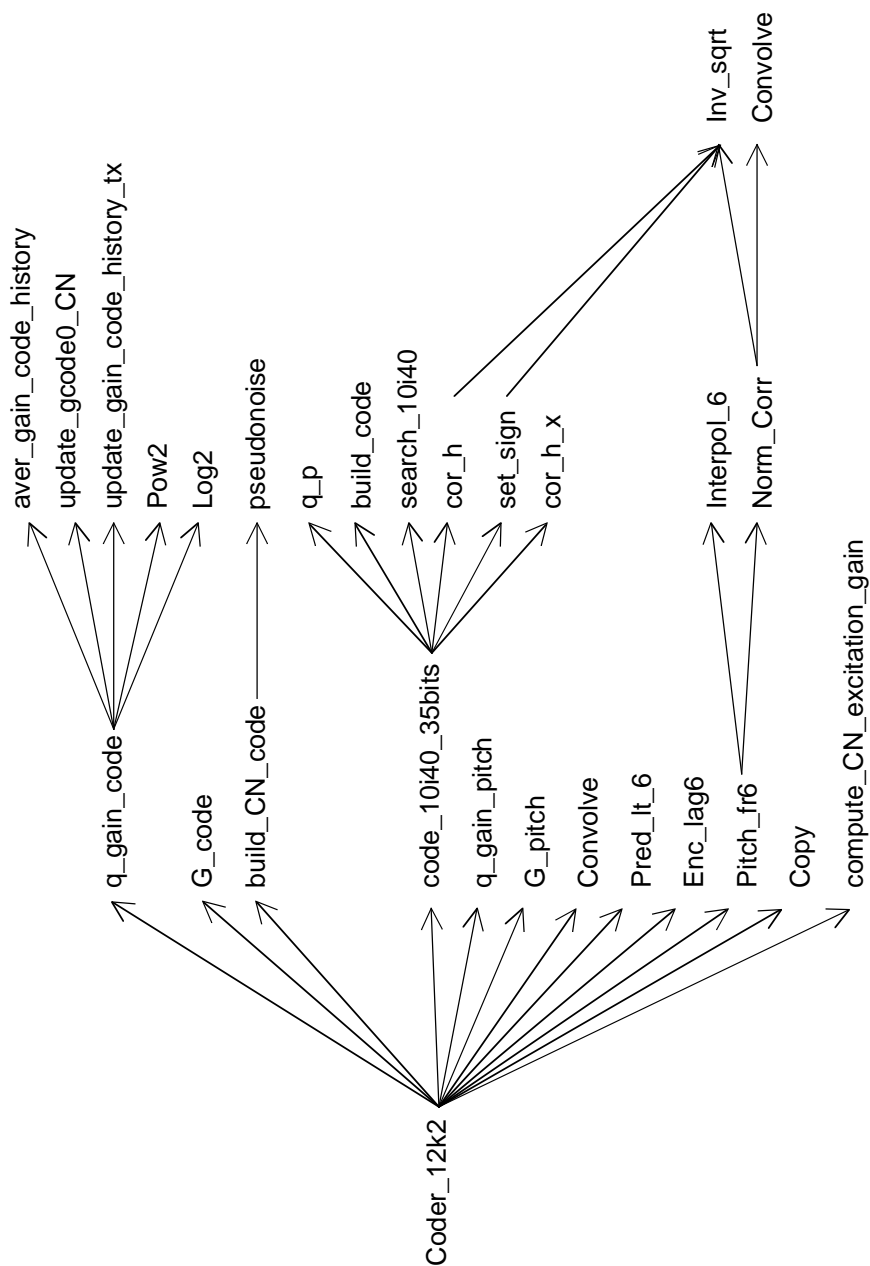 Coder_12k2
q_gain_code
G_code
build_CN_code
code_10i40_35bits
q_gain_pitch
G_pitch
Convolve
Pred_lt_6
Enc_lag6
Pitch_fr6
Copy
compute_CN_excitation_gain
aver_gain_code_history
update_gcode0_CN
update_gain_code_history_tx
Pow2
Log2
pseudonoise
q_p
build_code
search_10i40
cor_h
set_sign
cor_h_x
Interpol_6
Norm_Corr
Inv_sqrt
Convolve